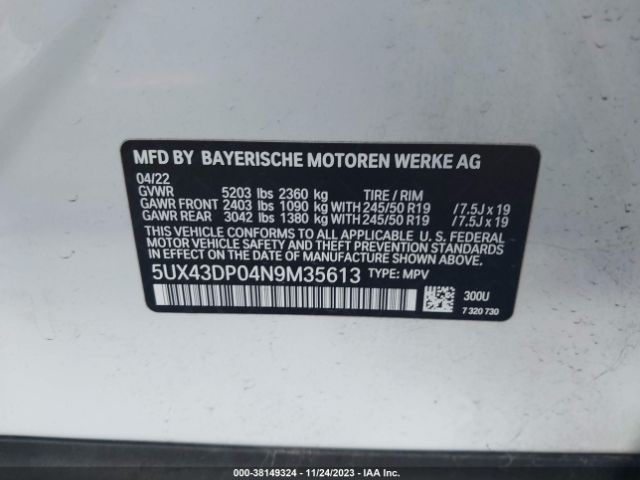 MFD BY BAYERISCHE MOTOREN WERKE AG
04/22
GVWR 5203 lbs 2360 kg TIRE / RIM
GAWR FRONT 2403 lbs 1090 kg WITH 245/50 R19 /7.5J x 19
GAWR REAR 3042 lbs 1380 kg WITH 245/50 R19 /7.5J x 19
THIS VEHICLE CONFORMS TO ALL APPLICABLE U. S. FEDERAL
MOTOR VEHICLE SAFETY, BUMPER, AND THEFT PREVENTION STANDARDS
IN EFFECT ON THE DATE OF MANUFACTURE SHOWN ABOVE.
5UX43DP04N9M35613 TYPE: MPV
300U
7 320 730
000-38149324 - 11/24/2023 - IAA Inc.